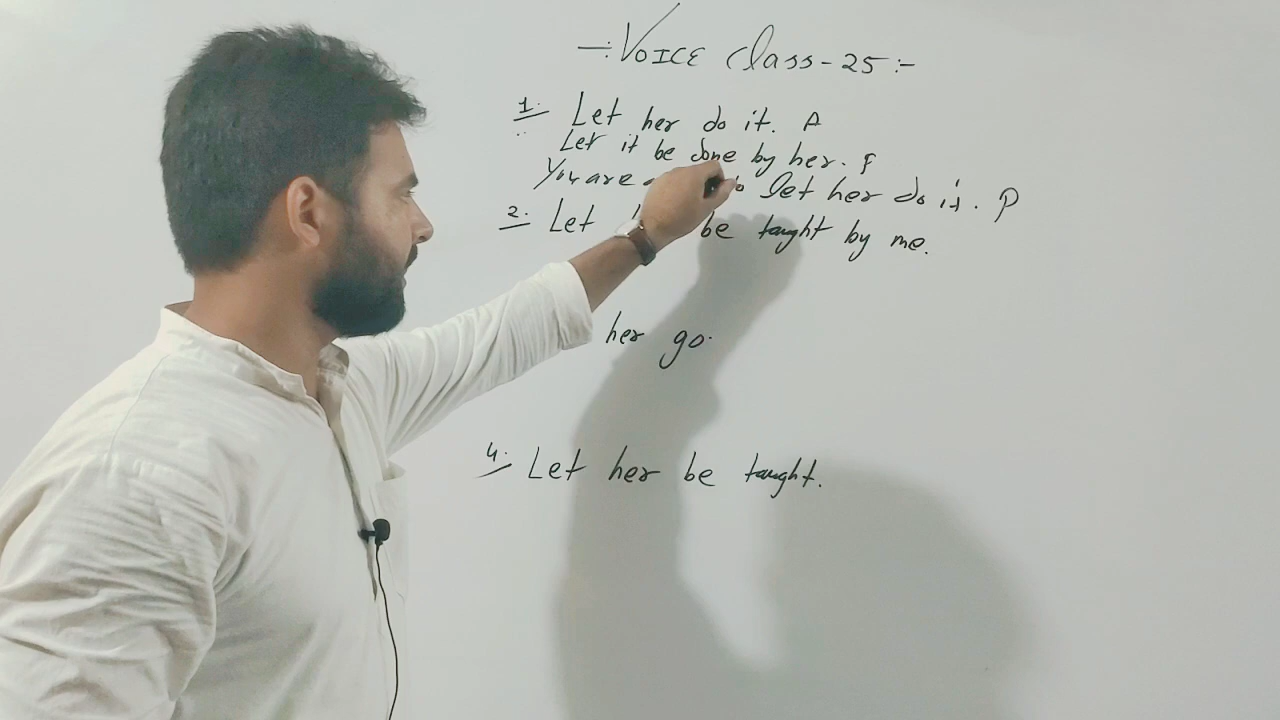 -: VOICE Class-25 :-
1. Let her do it. A
Let it be done by her. P
You are to let her do it. P
2. Let be taught by me.
her go.
4. Let her be taught.